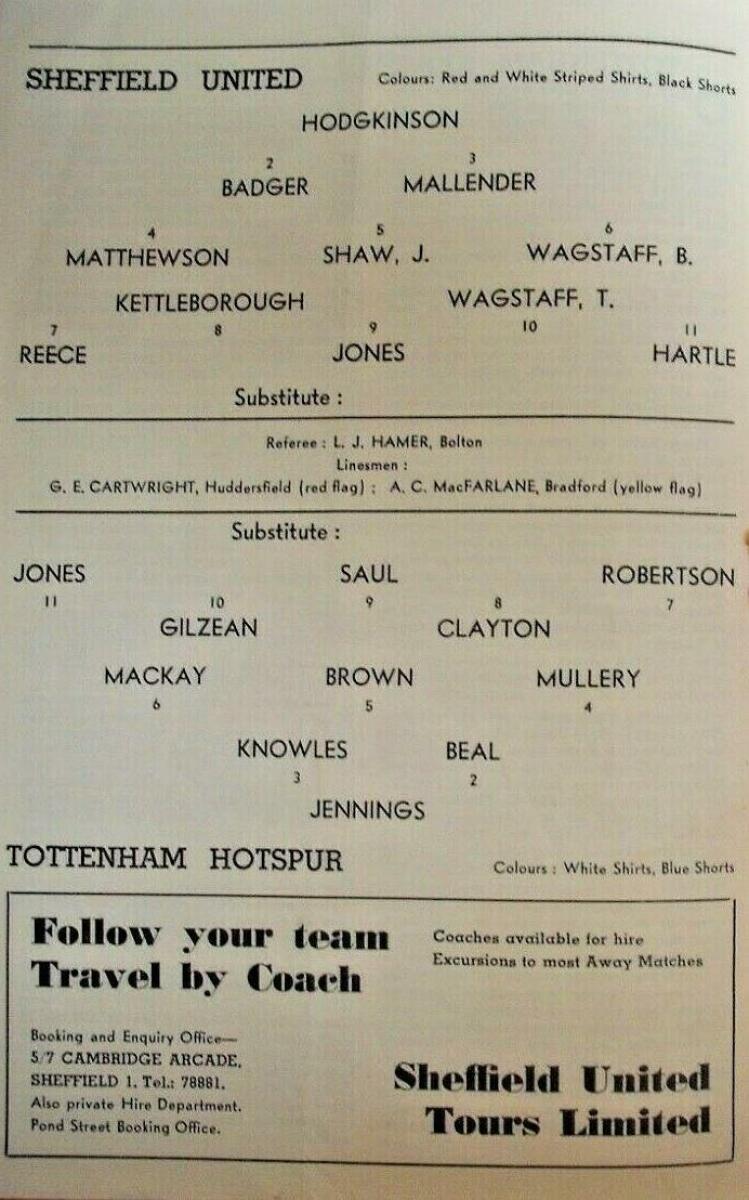 SHEFFIELD UNITED Colours: Red and White Striped Shirts, Black Shorts
HODGKINSON
2 3
BADGER MALLENDER
4 5 6
MATTHEWSON SHAW, J. WAGSTAFF, B.
KETTLEBOROUGH WAGSTAFF, T.
7 8 9 10 11
REECE JONES HARTLE
Substitute :
Referee : L. J. HAMER, Bolton
Linesmen :
G. E. CARTWRIGHT, Huddersfield (red flag) ; A. C. MacFARLANE, Bradford (yellow flag)
Substitute :
JONES SAUL ROBERTSON
11 10 9 8 7
GILZEAN CLAYTON
MACKAY BROWN MULLERY
6 5 4
KNOWLES BEAL
3 2
JENNINGS
TOTTENHAM HOTSPUR Colours : White Shirts, Blue Shorts
Follow your team
Travel by Coach
Coaches available for hire
Excursions to most Away Matches
Booking and Enquiry Office—
5/7 CAMBRIDGE ARCADE,
SHEFFIELD 1. Tel.: 78881.
Also private Hire Department.
Pond Street Booking Office.
Sheffield United
Tours Limited